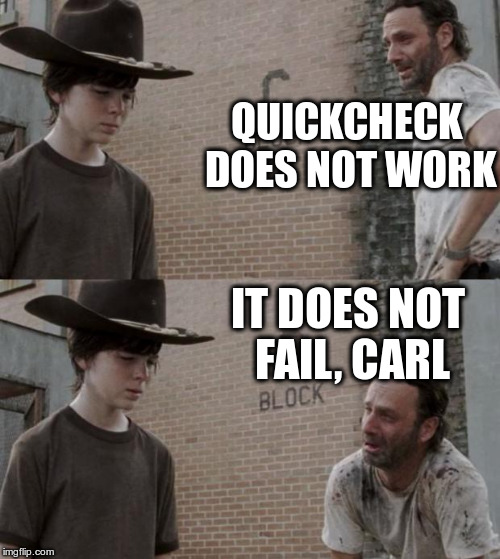 QUICKCHECK
DOES NOT WORK
IT DOES NOT
FAIL, CARL
BLOCK
imgflip.com